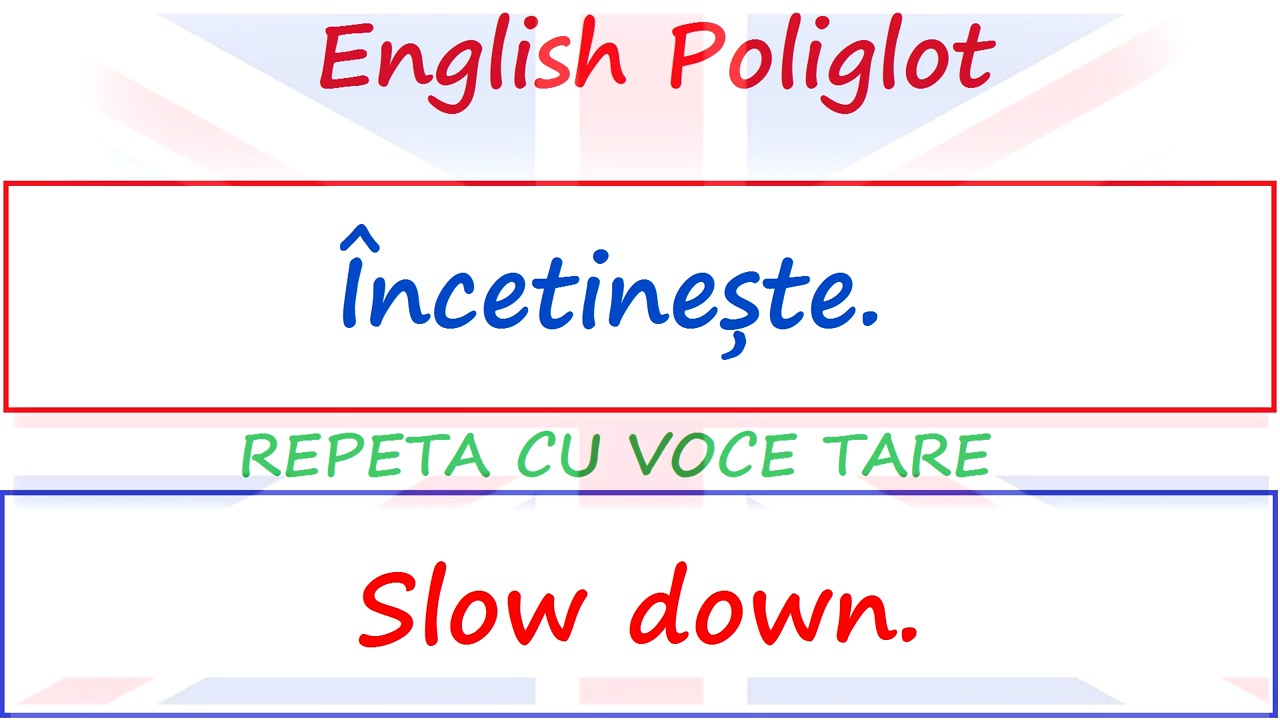 English Poliglot
Încetinește.
REPETA CU VOCE TARE
Slow down.